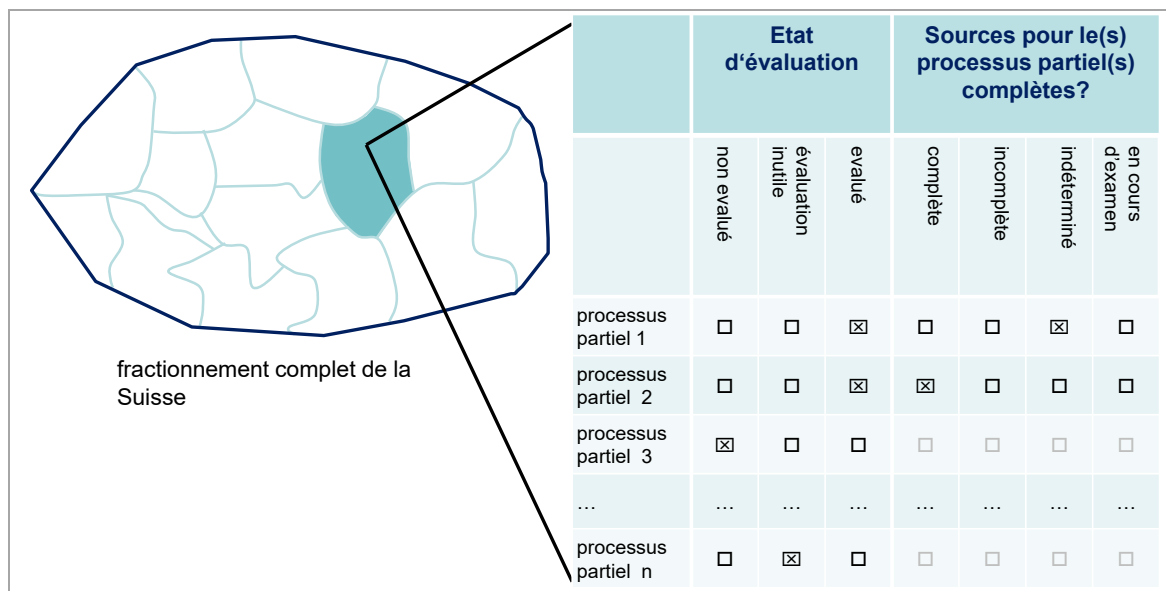 Etat
d‘évaluation
Sources pour le(s)
processus partiel(s)
complètes?
non evalué
évaluation
inutile
evalué
complète
incomplète
indéterminé
en cours
d'examen
processus
partiel 1
☐ ☐ ☒ ☐ ☐ ☒ ☐
processus
partiel 2
☐ ☐ ☒ ☒ ☐ ☐ ☐
processus
partiel 3
☒ ☐ ☐ ☐ ☐ ☐ ☐
… … … … … … … …
processus
partiel n
☐ ☒ ☐ ☐ ☐ ☐ ☐
fractionnement complet de la
Suisse